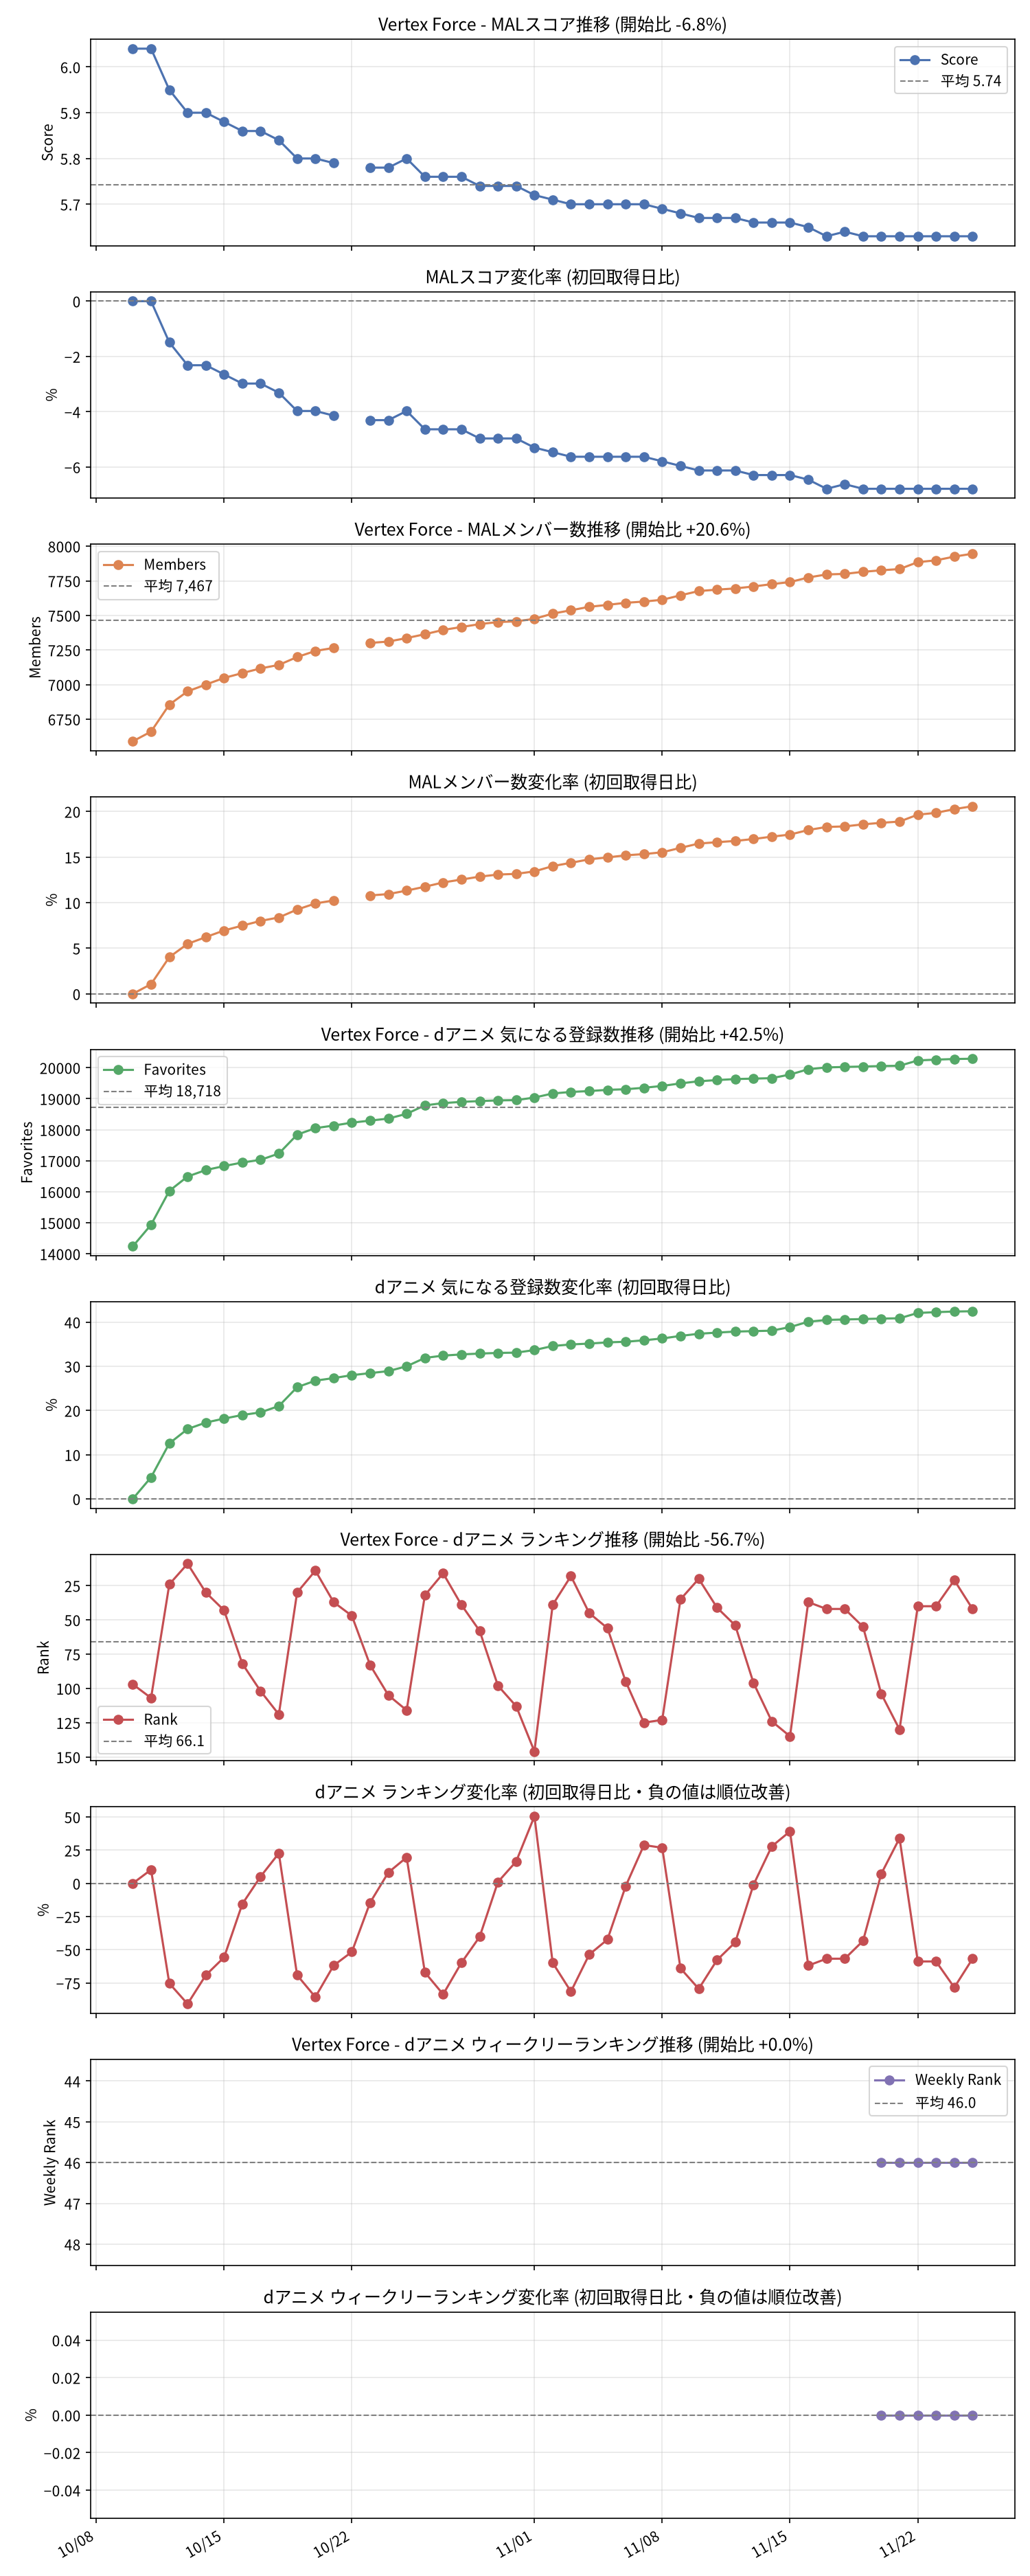 Vertex Force - MALスコア推移 (開始比 -6.8%)
Score
平均 5.74
6.0
5.9
5.8
5.7
Score
MALスコア変化率 (初回取得日比)
0
−2
−4
−6
%
Vertex Force - MALメンバー数推移 (開始比 +20.6%)
Members
平均 7,467
8000
7750
7500
7250
7000
6750
Members
MALメンバー数変化率 (初回取得日比)
20
15
10
5
0
%
Vertex Force - dアニメ 気になる登録数推移 (開始比 +42.5%)
Favorites
平均 18,718
20000
19000
18000
17000
16000
15000
14000
Favorites
dアニメ 気になる登録数変化率 (初回取得日比)
40
30
20
10
0
%
Vertex Force - dアニメ ランキング推移 (開始比 -56.7%)
25
50
75
100
125
150
Rank
Rank
平均 66.1
dアニメ ランキング変化率 (初回取得日比・負の値は順位改善)
50
25
0
−25
−50
−75
%
Vertex Force - dアニメ ウィークリーランキング推移 (開始比 +0.0%)
Weekly Rank
平均 46.0
44
45
46
47
48
Weekly Rank
dアニメ ウィークリーランキング変化率 (初回取得日比・負の値は順位改善)
0.04
0.02
0.00
−0.02
−0.04
%
10/08
10/15
10/22
11/01
11/08
11/15
11/22